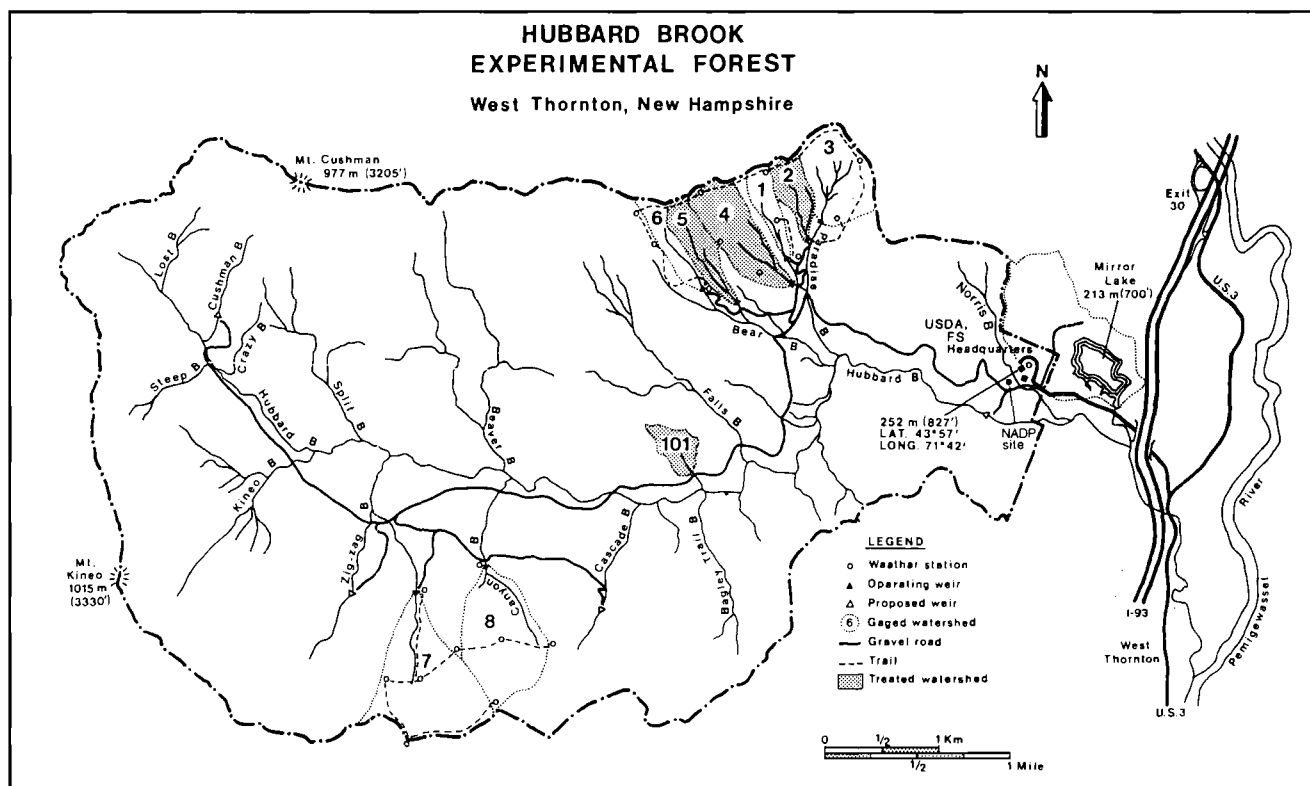 HUBBARD BROOK
EXPERIMENTAL FOREST
West Thornton, New Hampshire
N
Mt. Cushman
977 m (3205')
3
2
1
4
5
6
Exit
30
Lost B
Cushman B
Paradise
B
Mirror
Lake
213 m (700')
U.S.3
Norris B
USDA,
FS
Headquarters
Bear
B
Crazy B
Steep B
Hubbard
B
Split
B
Beaver
B
Falls B
Hubbard B
252 m (827')
LAT. 43°57'
LONG. 71°42'
NADP
site
101
Kineo B
River
Mt.
Kineo
1015 m
(3330')
Zig-zag
B
B
Canyon
Cascade B
Bagley Trail B
8
7
LEGEND
Weather station
Operating weir
Proposed weir
6 Gaged watershed
Gravel road
Trail
Treated watershed
I-93
West
Thornton
Pemigewasset
U.S.3
0 1/2 1 Km
1/2 1 Mile